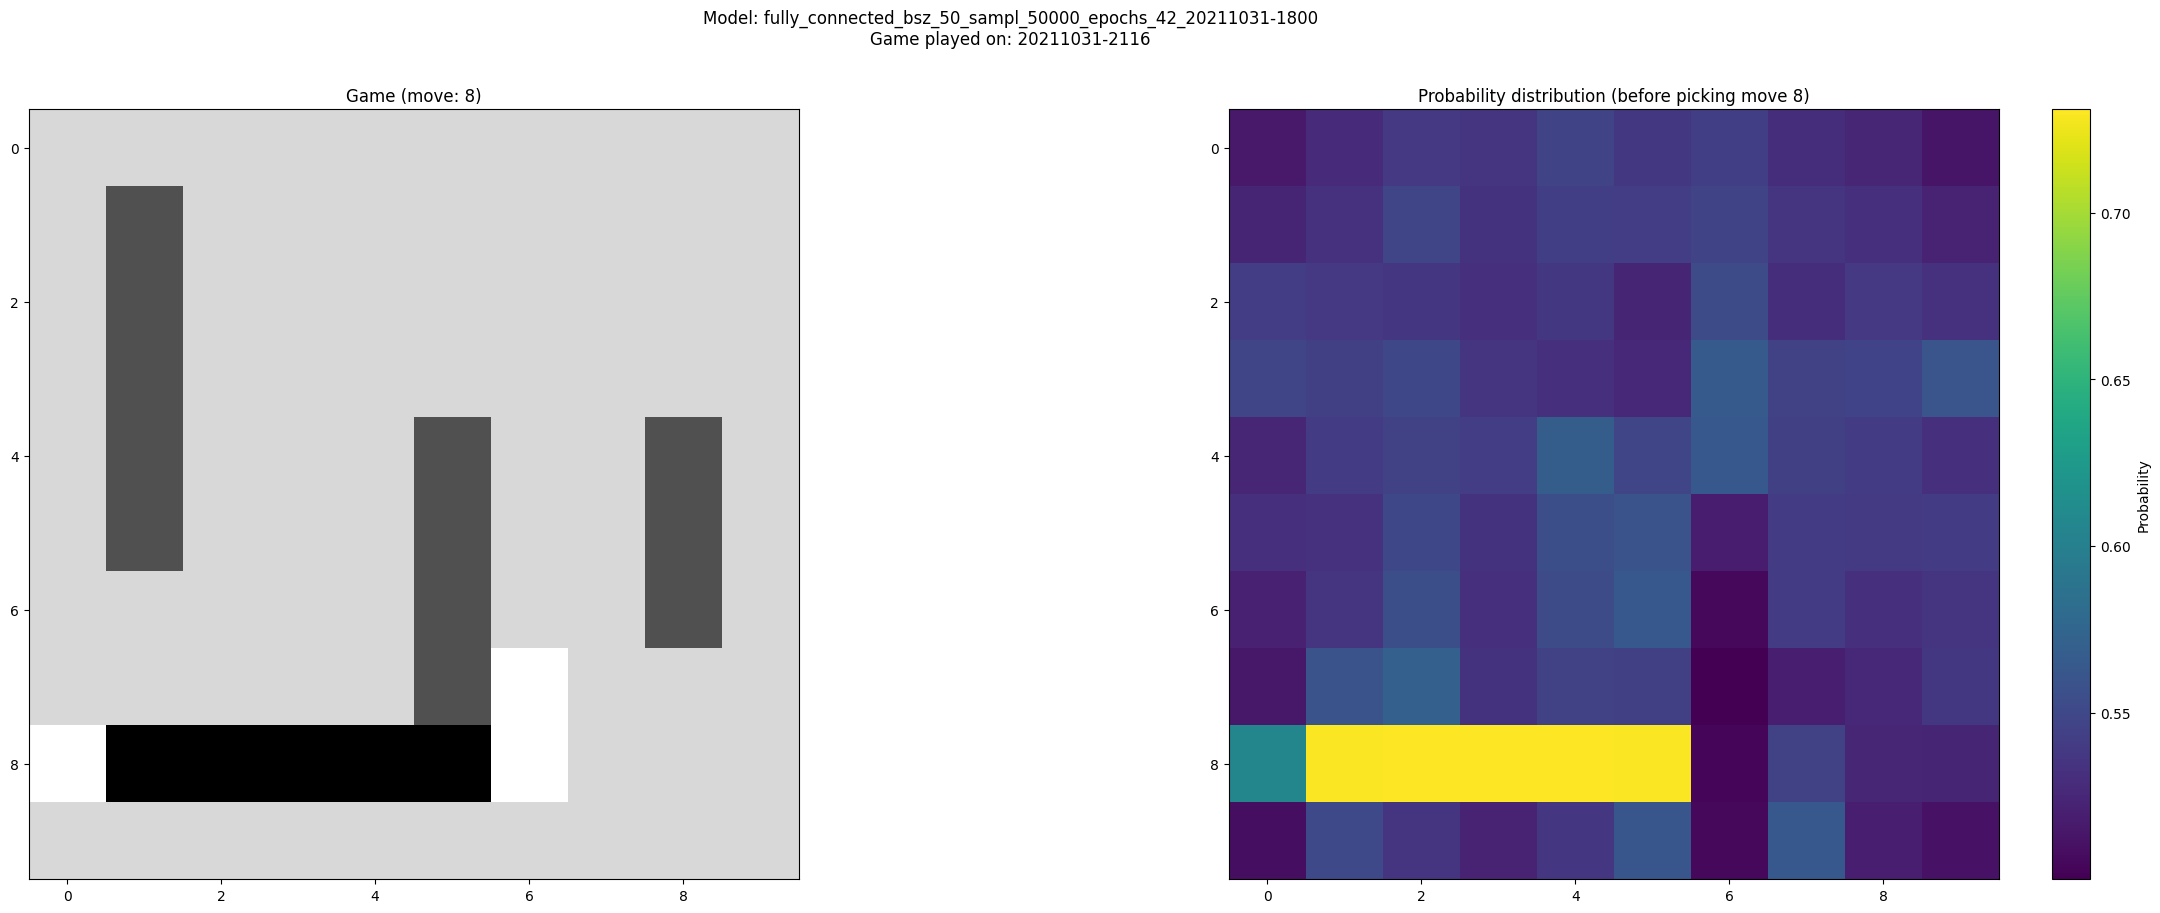 Model: fully_connected_bsz_50_sampl_50000_epochs_42_20211031-1800
Game played on: 20211031-2116
Game (move: 8)
0
2
4
6
8
0 2 4 6 8
Probability distribution (before picking move 8)
0
2
4
6
8
0 2 4 6 8
0.70
0.65
0.60
0.55
Probability